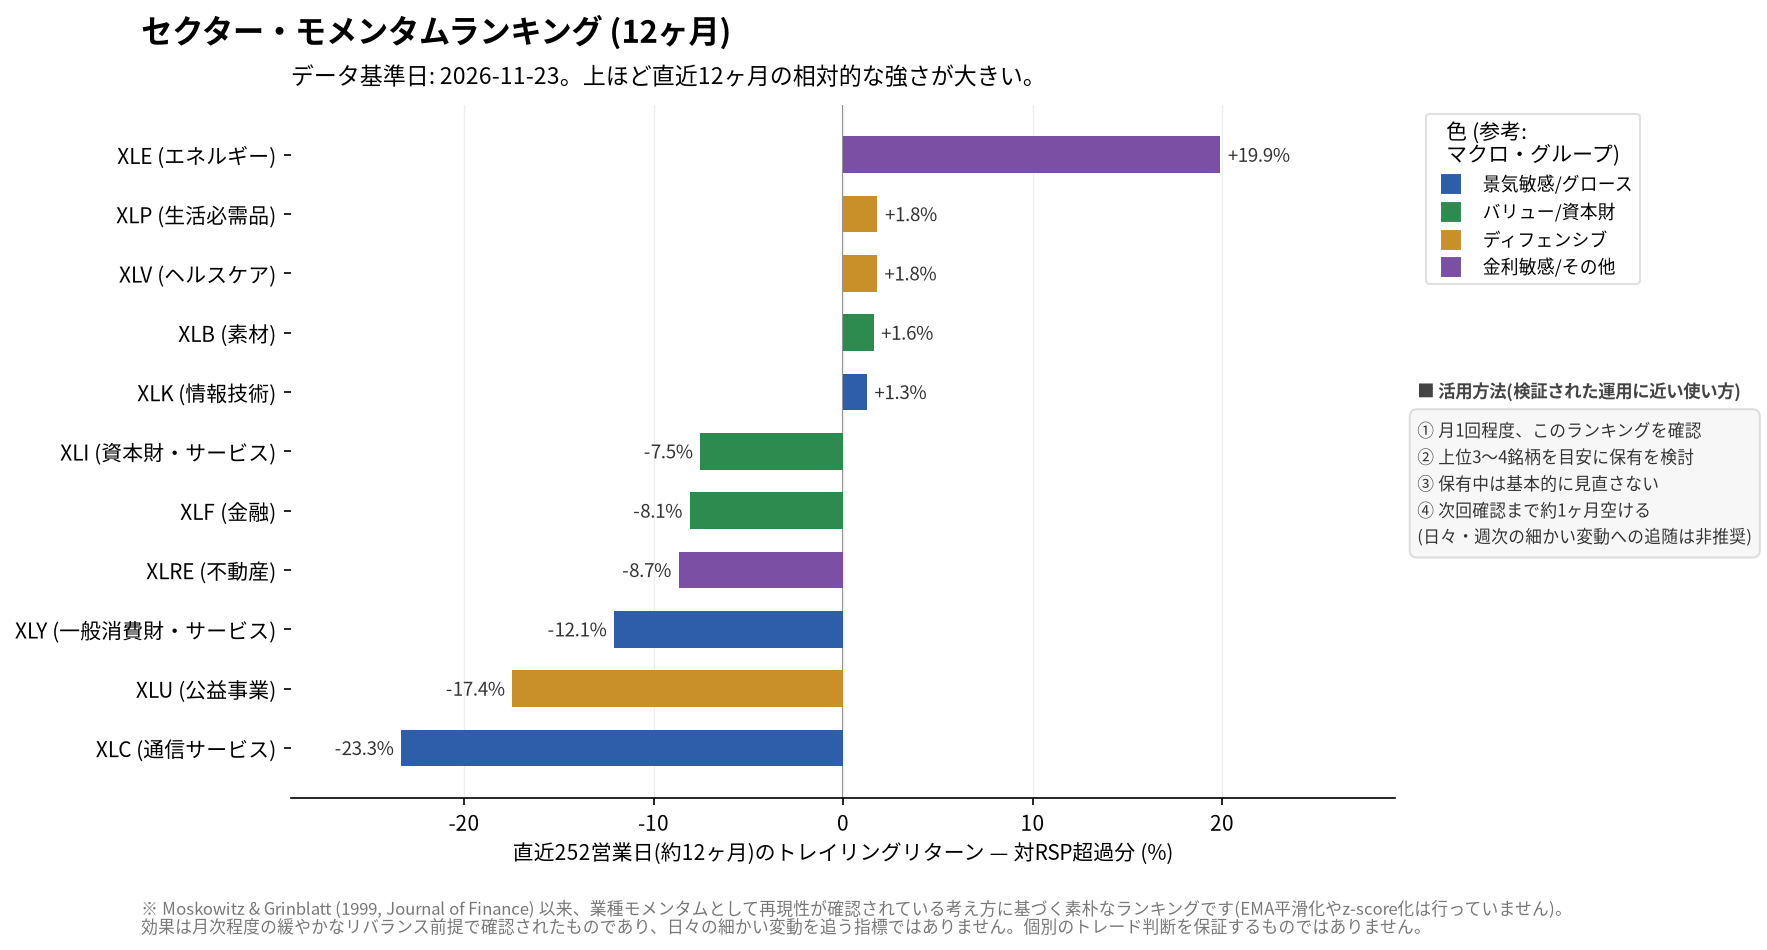 セクター・モメンタムランキング (12ヶ月)
データ基準日: 2026-11-23。上ほど直近12ヶ月の相対的な強さが大きい。
XLE (エネルギー)
+19.9%
XLP (生活必需品)
+1.8%
XLV (ヘルスケア)
+1.8%
XLB (素材)
+1.6%
XLK (情報技術)
+1.3%
XLI (資本財・サービス)
-7.5%
XLF (金融)
-8.1%
XLRE (不動産)
-8.7%
XLY (一般消費財・サービス)
-12.1%
XLU (公益事業)
-17.4%
XLC (通信サービス)
-23.3%
-20
-10
0
10
20
直近252営業日(約12ヶ月)のトレイリングリターン — 対RSP超過分 (%)
色 (参考:
マクロ・グループ)
景気敏感/グロース
バリュー/資本財
ディフェンシブ
金利敏感/その他
■ 活用方法(検証された運用に近い使い方)
① 月1回程度、このランキングを確認
② 上位3〜4銘柄を目安に保有を検討
③ 保有中は基本的に見直さない
④ 次回確認まで約1ヶ月空ける
(日々・週次の細かい変動への追随は非推奨)
※ Moskowitz & Grinblatt (1999, Journal of Finance) 以来、業種モメンタムとして再現性が確認されている考え方に基づく素朴なランキングです(EMA平滑化やz-score化は行っていません)。
効果は月次程度の緩やかなリバランス前提で確認されたものであり、日々の細かい変動を追う指標ではありません。個別のトレード判断を保証するものではありません。